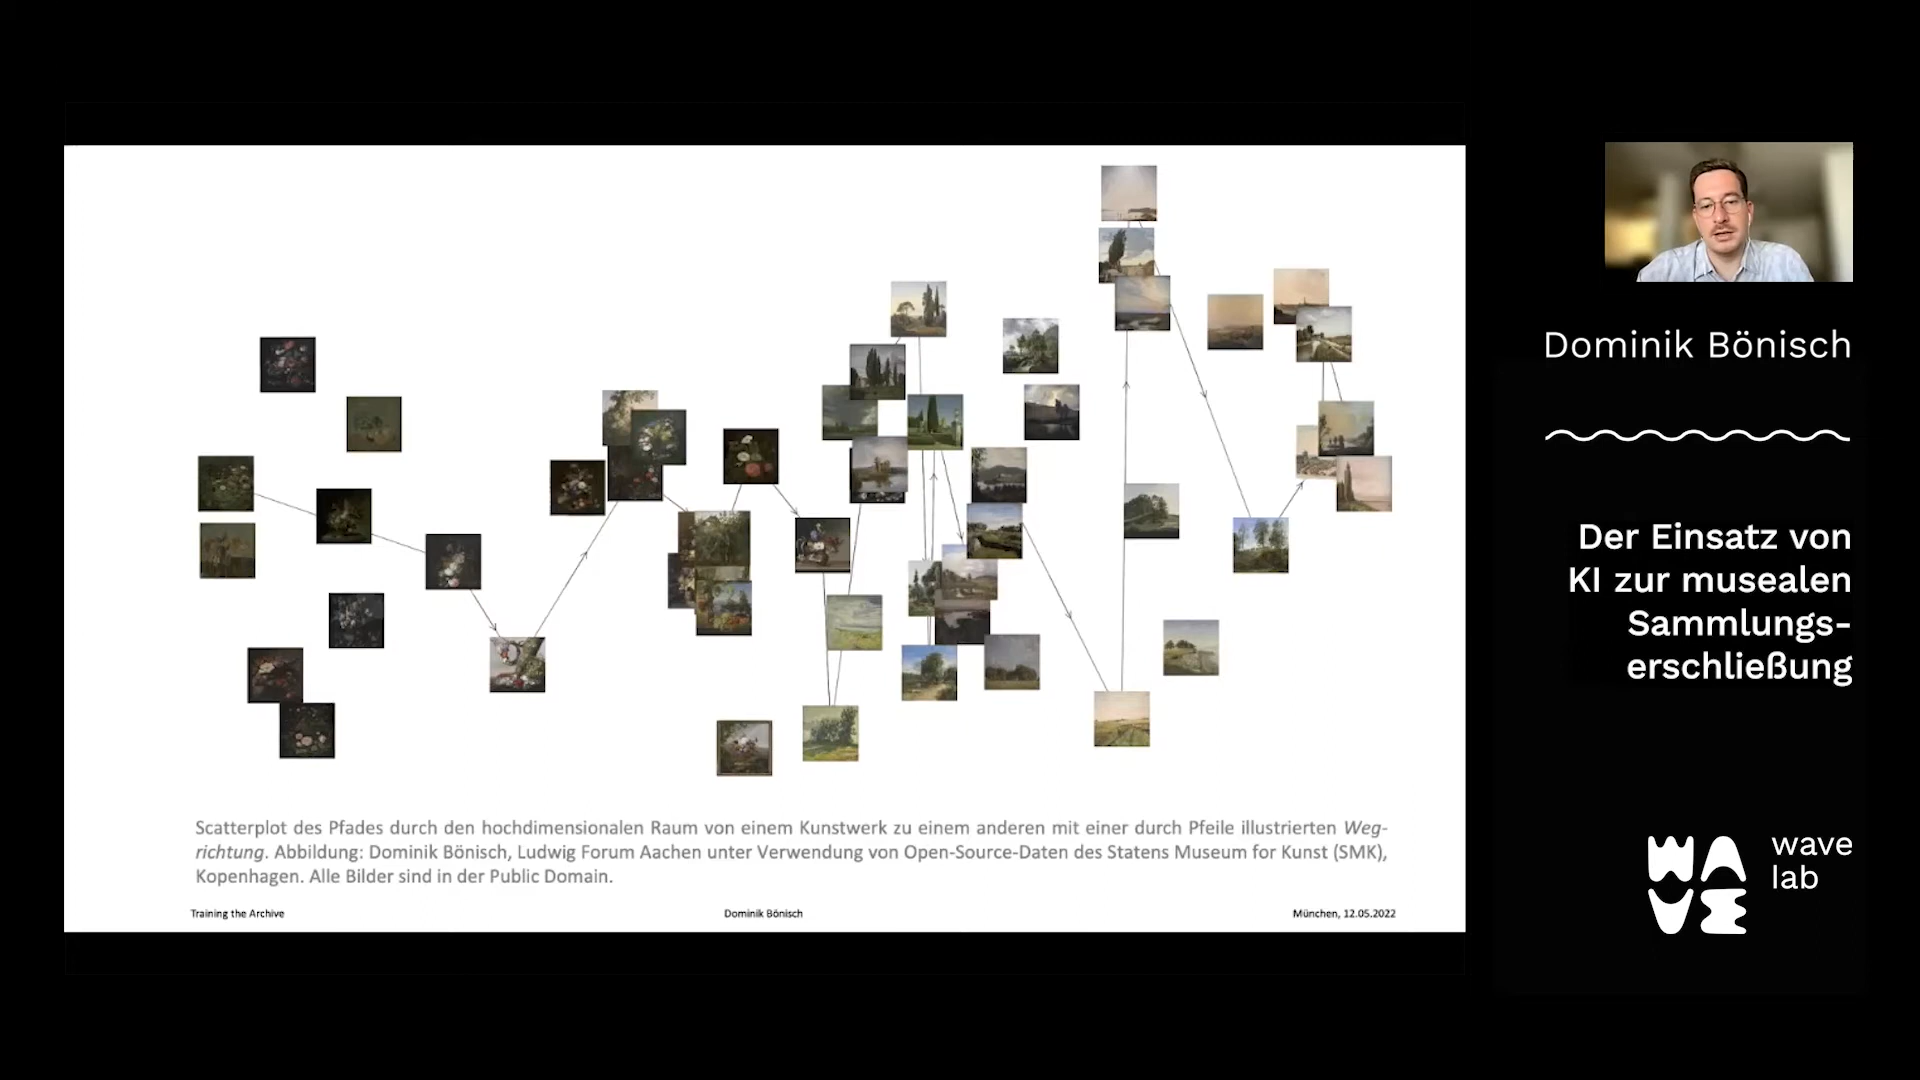 Scatterplot des Pfades durch den hochdimensionalen Raum von einem Kunstwerk zu einem anderen mit einer durch Pfeile illustrierten Weg-
richtung. Abbildung: Dominik Bönisch, Ludwig Forum Aachen unter Verwendung von Open-Source-Daten des Statens Museum for Kunst (SMK),
Kopenhagen. Alle Bilder sind in der Public Domain.
Training the Archive
Dominik Bönisch
München, 12.05.2022
Dominik Bönisch
Der Einsatz von
KI zur musealen
Sammlungs-
erschließung
WAVE
wave
lab